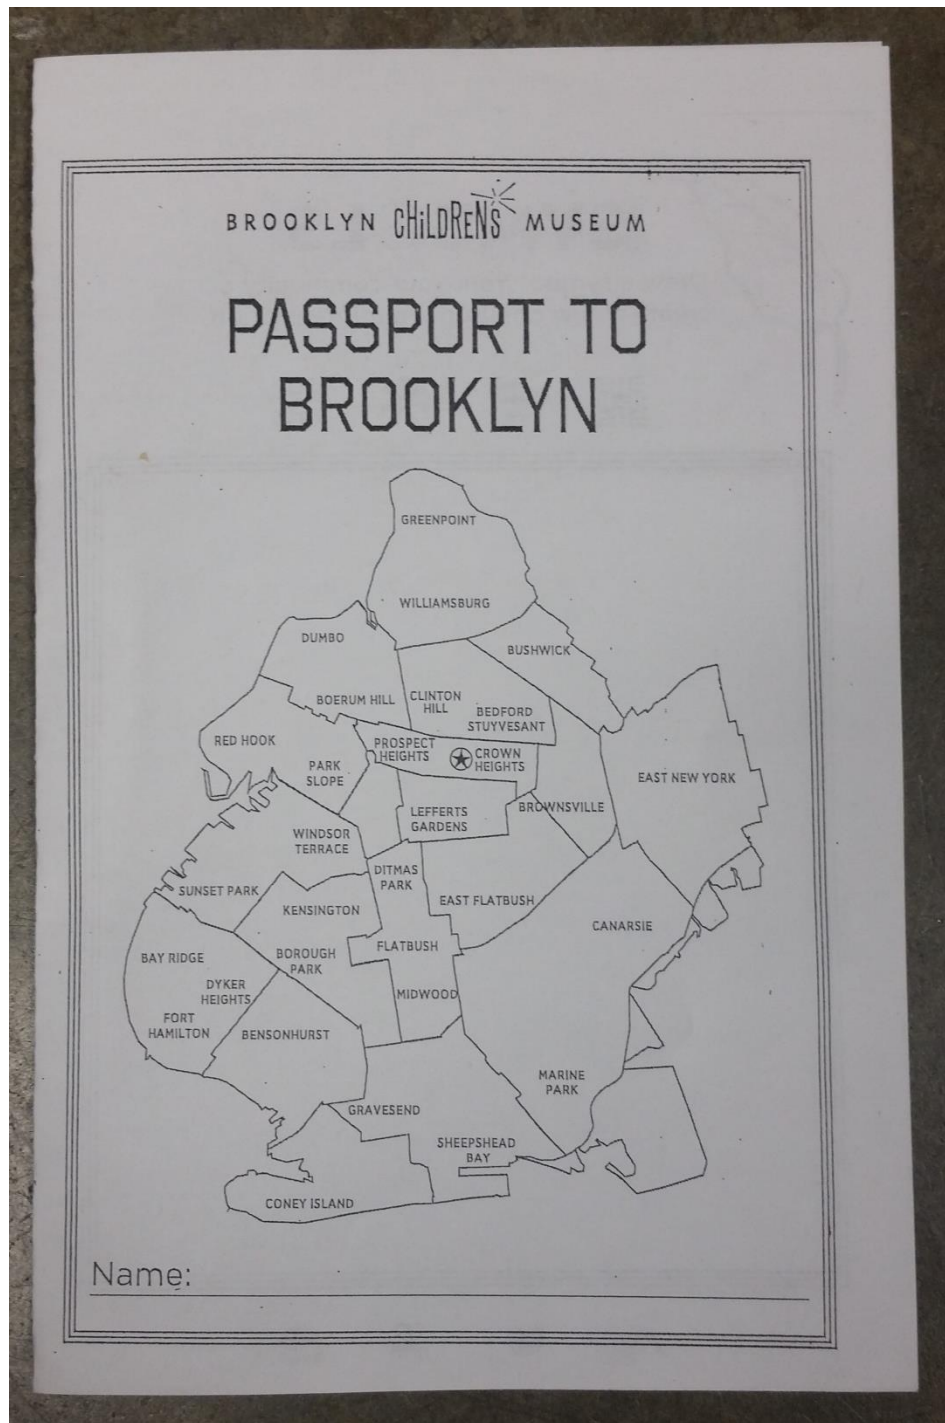 BROOKLYN CHiLDREN'S MUSEUM
PASSPORT TO
BROOKLYN
GREENPOINT
WILLIAMSBURG
DUMBO
BUSHWICK
BOERUM HILL
CLINTON
HILL
BEDFORD
STUYVESANT
RED HOOK
PROSPECT
HEIGHTS
CROWN
HEIGHTS
PARK
SLOPE
EAST NEW YORK
LEFFERTS
GARDENS
BROWNSVILLE
WINDSOR
TERRACE
DITMAS
PARK
SUNSET PARK
KENSINGTON
EAST FLATBUSH
CANARSIE
BAY RIDGE
BOROUGH
PARK
FLATBUSH
DYKER
HEIGHTS
MIDWOOD
FORT
HAMILTON
BENSONHURST
MARINE
PARK
GRAVESEND
SHEEPSHEAD
BAY
CONEY ISLAND
Name: